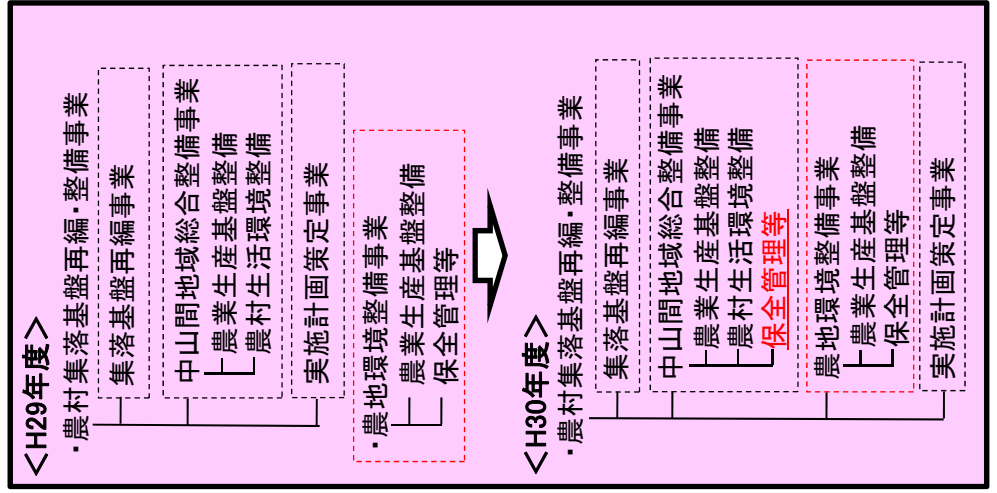 ＜H29年度＞
・農村集落基盤再編・整備事業
集落基盤再編事業
中山間地域総合整備事業
農業生産基盤整備
農村生活環境整備
実施計画策定事業
・農地環境整備事業
農業生産基盤整備
保全管理等
＜H30年度＞
・農村集落基盤再編・整備事業
集落基盤再編事業
中山間地域総合整備事業
農業生産基盤整備
農村生活環境整備
保全管理等
農地環境整備事業
農業生産基盤整備
保全管理等
実施計画策定事業